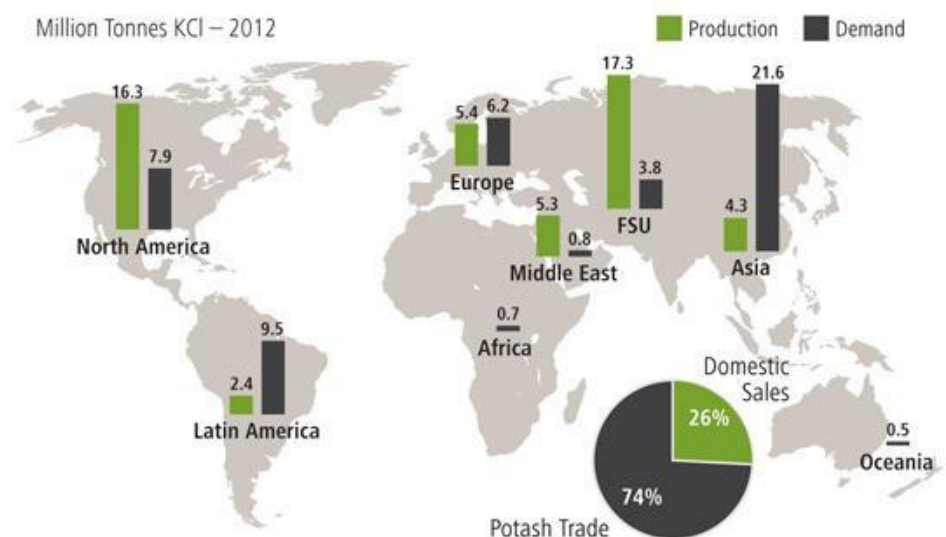 Million Tonnes KCl – 2012
Production
Demand
16.3
7.9
North America
5.4
6.2
Europe
17.3
3.8
FSU
21.6
4.3
Asia
5.3
0.8
Middle East
0.7
Africa
9.5
2.4
Latin America
Domestic
Sales
26%
74%
Potash Trade
0.5
Oceania